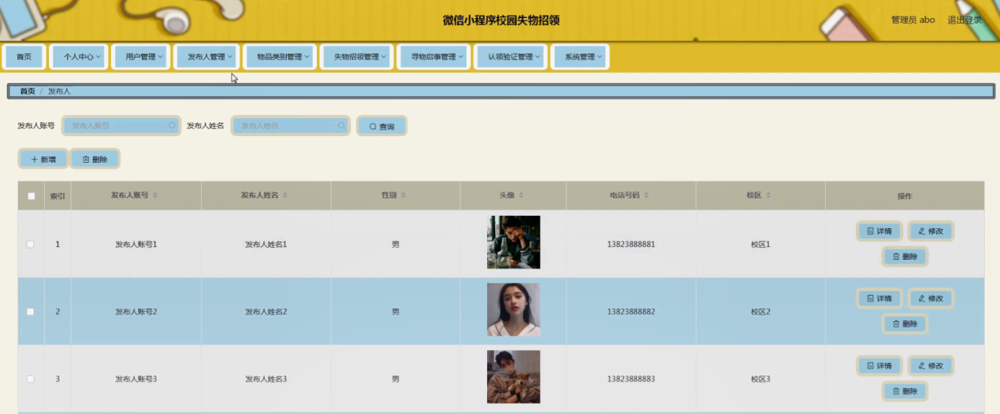 微信小程序校园失物招领
管理员 abo 退出登录
首页 个人中心 用户管理 发布人管理 物品类别管理 失物招领管理 寻物启事管理 认领验证管理 系统管理
首页 / 发布人
发布人账号 发布人账号 发布人姓名 发布人姓名 查询
新增 删除
索引 发布人账号 发布人姓名 性别 头像 电话号码 校区 操作
1 发布人账号1 发布人姓名1 男 13823888881 校区1 详情 修改
删除
2 发布人账号2 发布人姓名2 男 13823888882 校区2 详情 修改
删除
3 发布人账号3 发布人姓名3 男 13823888883 校区3 详情 修改
删除